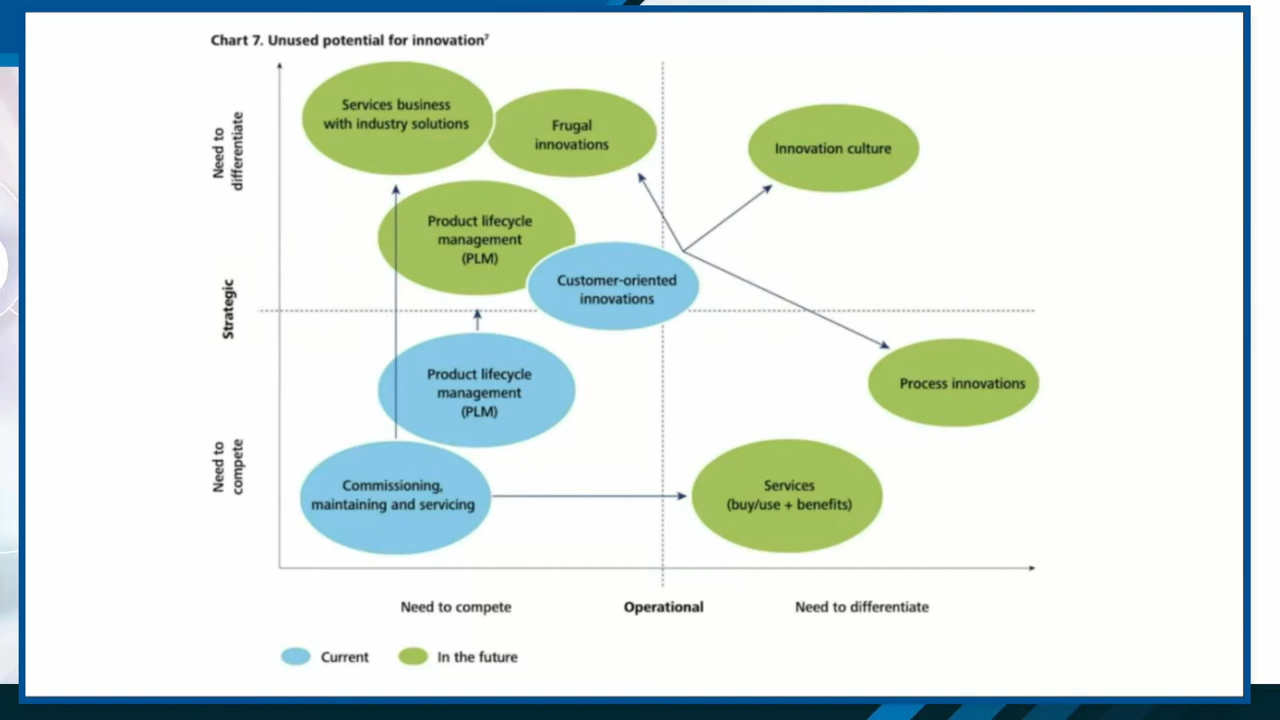 Chart 7. Unused potential for innovation⁷
Need to
differentiate
Strategic
Need to
compete
Services business
with industry solutions
Frugal
innovations
Innovation culture
Product lifecycle
management
(PLM)
Customer-oriented
innovations
Product lifecycle
management
(PLM)
Process innovations
Commissioning,
maintaining and servicing
Services
(buy/use + benefits)
Need to compete
Operational
Need to differentiate
Current
In the future